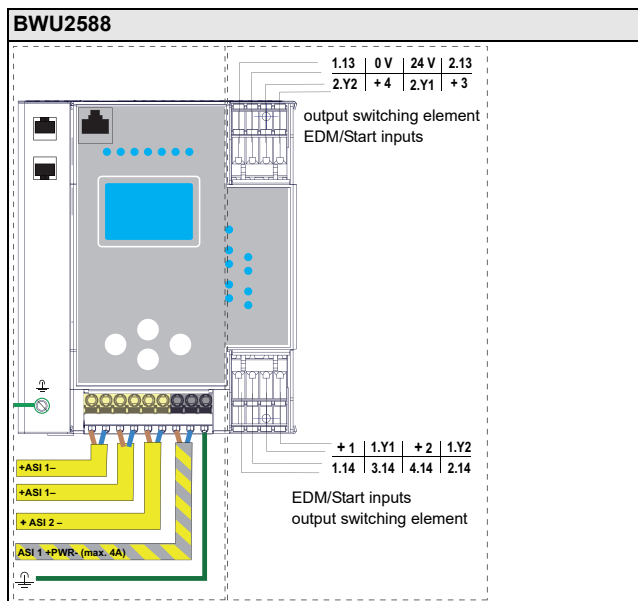 BWU2588
1.13 0 V 24 V 2.13
2.Y2 + 4 2.Y1 + 3
output switching element
EDM/Start inputs
+ 1 1.Y1 + 2 1.Y2
1.14 3.14 4.14 2.14
EDM/Start inputs
output switching element
+ASI 1–
+ASI 1–
+ ASI 2 –
ASI 1 +PWR- (max. 4A)